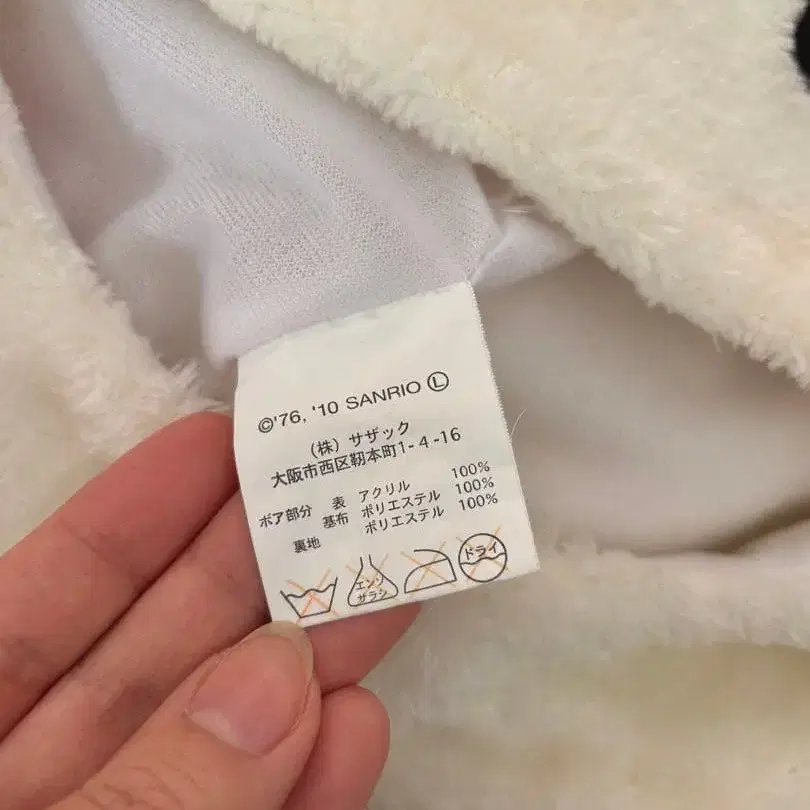 ©'76, '10 SANRIO Ⓛ
（株）サザック
大阪市西区靭本町1-4-16
ボア部分 表 アクリル 100%
基布 ポリエステル 100%
裏地 ポリエステル 100%
エンソ
サラシ
ドライ